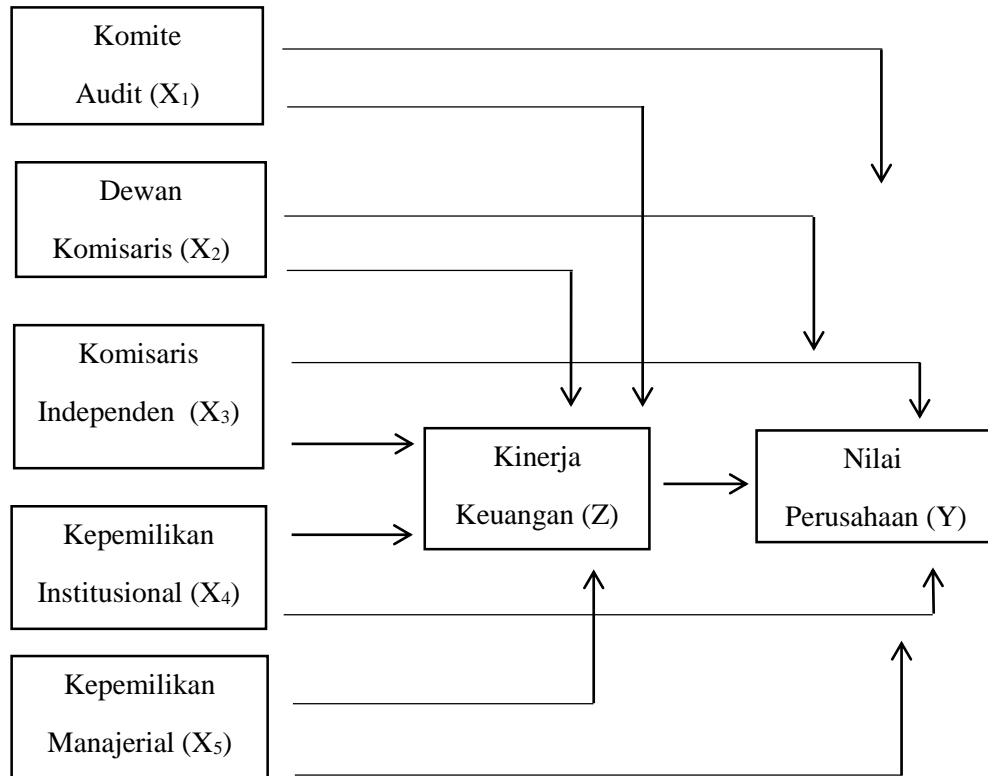 Komite
Audit (X₁)
Dewan
Komisaris (X₂)
Komisaris
Independen (X₃)
Kinerja
Keuangan (Z)
Nilai
Perusahaan (Y)
Kepemilikan
Institusional (X₄)
Kepemilikan
Manajerial (X₅)